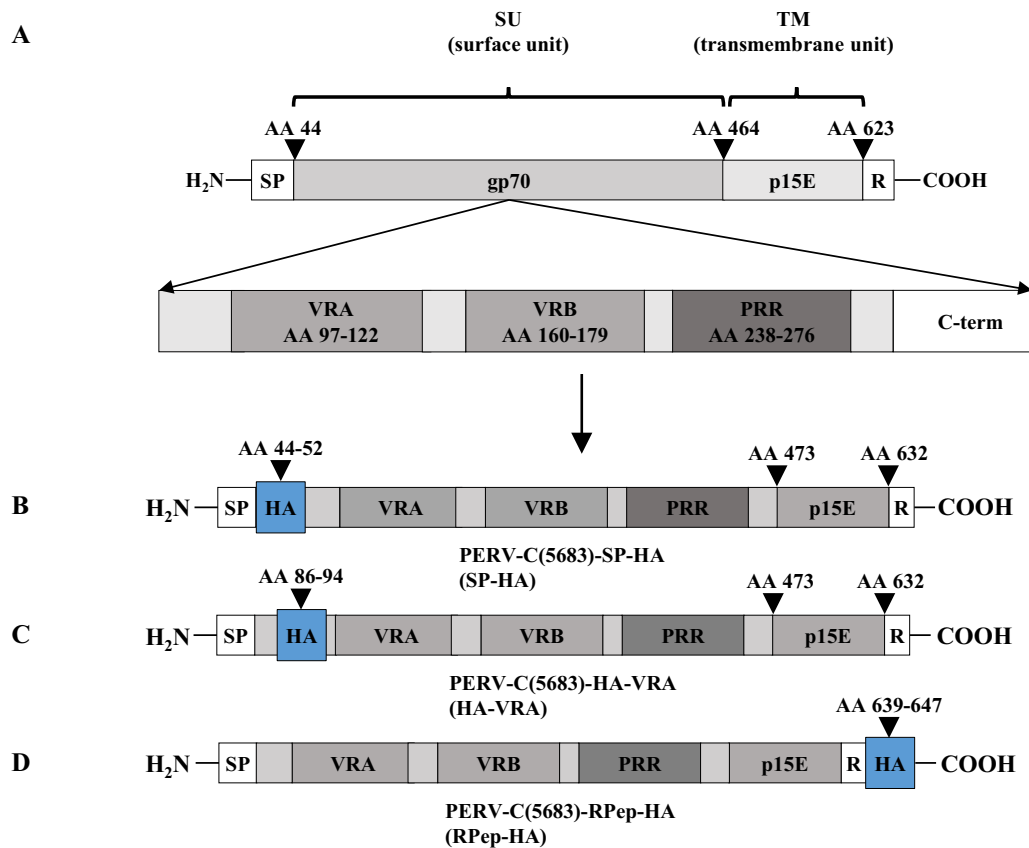 A
SU
(surface unit)
TM
(transmembrane unit)
AA 44
AA 464
AA 623
H2N
SP
gp70
p15E
R
COOH
VRA
AA 97-122
VRB
AA 160-179
PRR
AA 238-276
C-term
AA 44-52
AA 473
AA 632
B
H2N
SP
HA
VRA
VRB
PRR
p15E
R
COOH
PERV-C(5683)-SP-HA
(SP-HA)
AA 86-94
AA 473
AA 632
C
H2N
SP
HA
VRA
VRB
PRR
p15E
R
COOH
PERV-C(5683)-HA-VRA
(HA-VRA)
AA 639-647
D
H2N
SP
VRA
VRB
PRR
p15E
R
HA
COOH
PERV-C(5683)-RPep-HA
(RPep-HA)